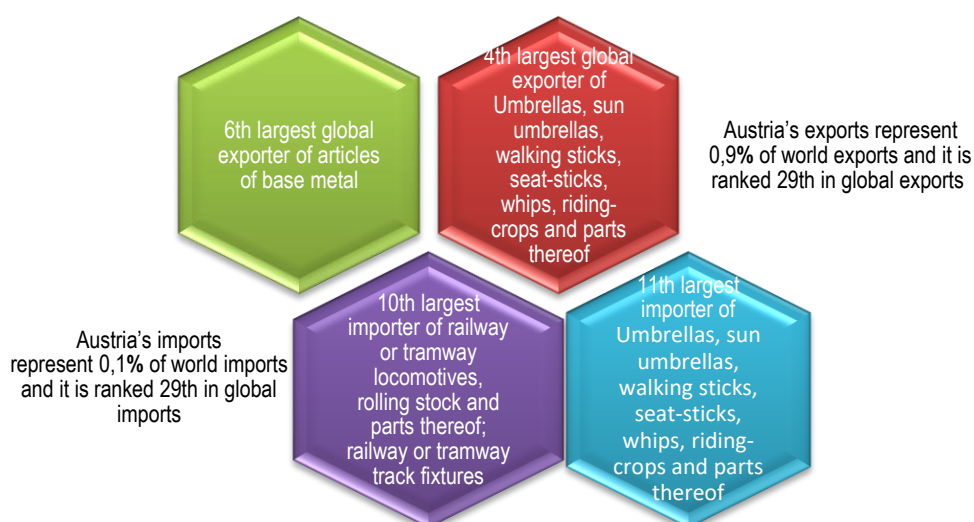 6th largest global
exporter of articles
of base metal
4th largest global
exporter of
Umbrellas, sun
umbrellas,
walking sticks,
seat-sticks,
whips, riding-
crops and parts
thereof
Austria's exports represent
0,9% of world exports and it is
ranked 29th in global exports
Austria's imports
represent 0,1% of world imports
and it is ranked 29th in global
imports
10th largest
importer of railway
or tramway
locomotives,
rolling stock and
parts thereof;
railway or tramway
track fixtures
11th largest
importer of
Umbrellas, sun
umbrellas,
walking sticks,
seat-sticks,
whips, riding-
crops and parts
thereof